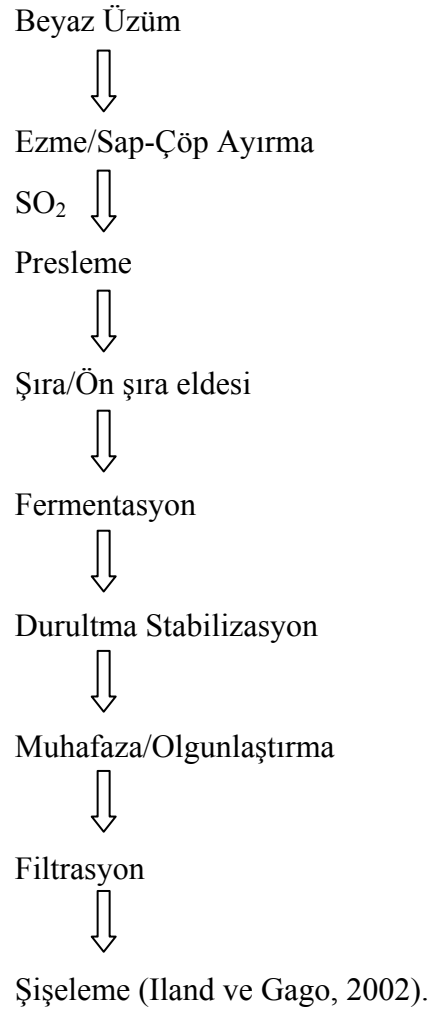 Beyaz Üzüm
Ezme/Sap-Çöp Ayırma
SO₂
Presleme
Şıra/Ön şıra eldesi
Fermentasyon
Durultma Stabilizasyon
Muhafaza/Olgunlaştırma
Filtrasyon
Şişeleme (Iland ve Gago, 2002).